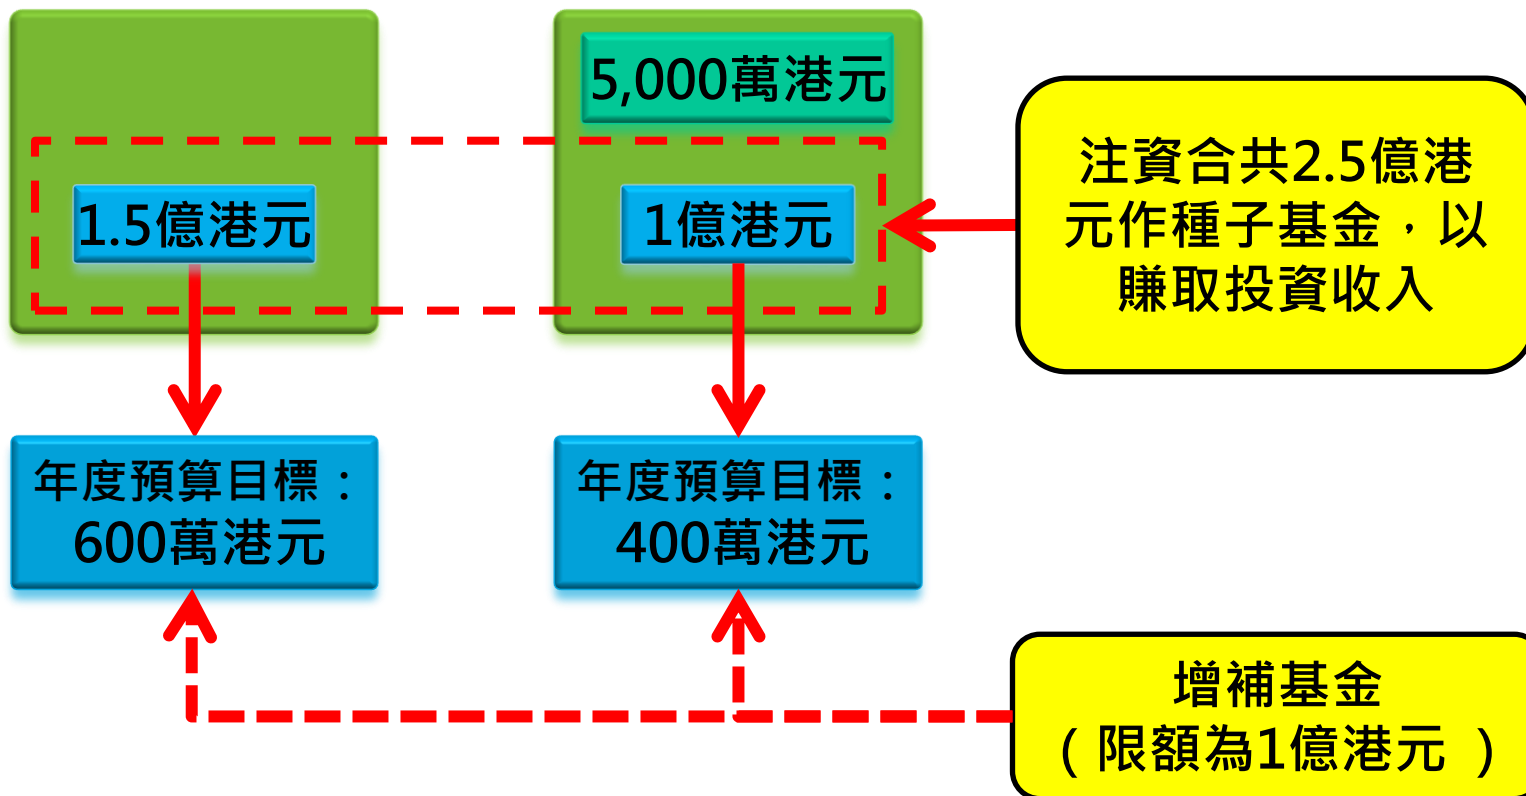 5,000萬港元
1.5億港元
1億港元
注資合共2.5億港
元作種子基金，以
賺取投資收入
年度預算目標：
600萬港元
年度預算目標：
400萬港元
增補基金
（限額為1億港元 ）